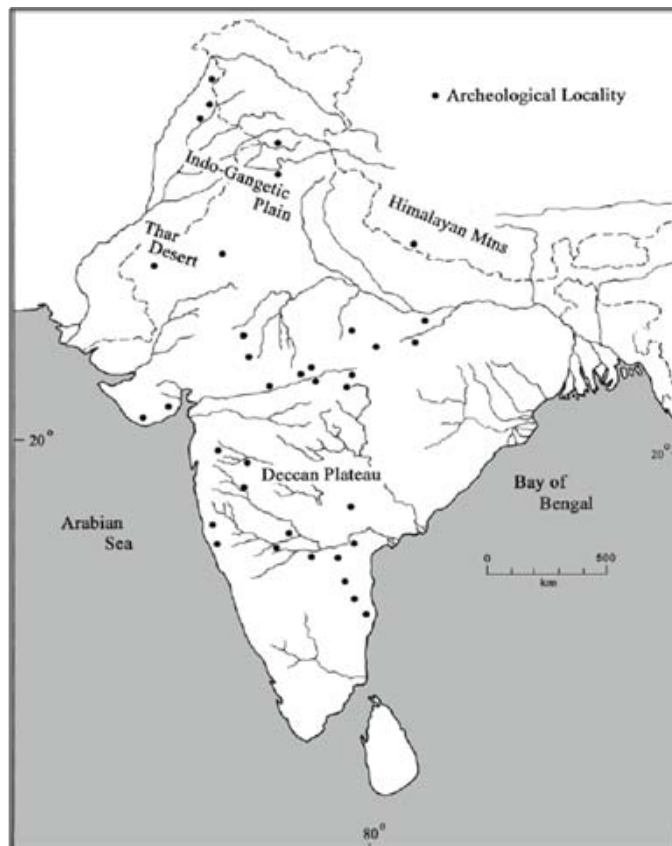 • Archeological Locality
Indo-Gangetic
Plain
Himalayan Mtns
Thar
Desert
20°
20°
Deccan Plateau
Bay of
Bengal
Arabian
Sea
0 500
km
80°